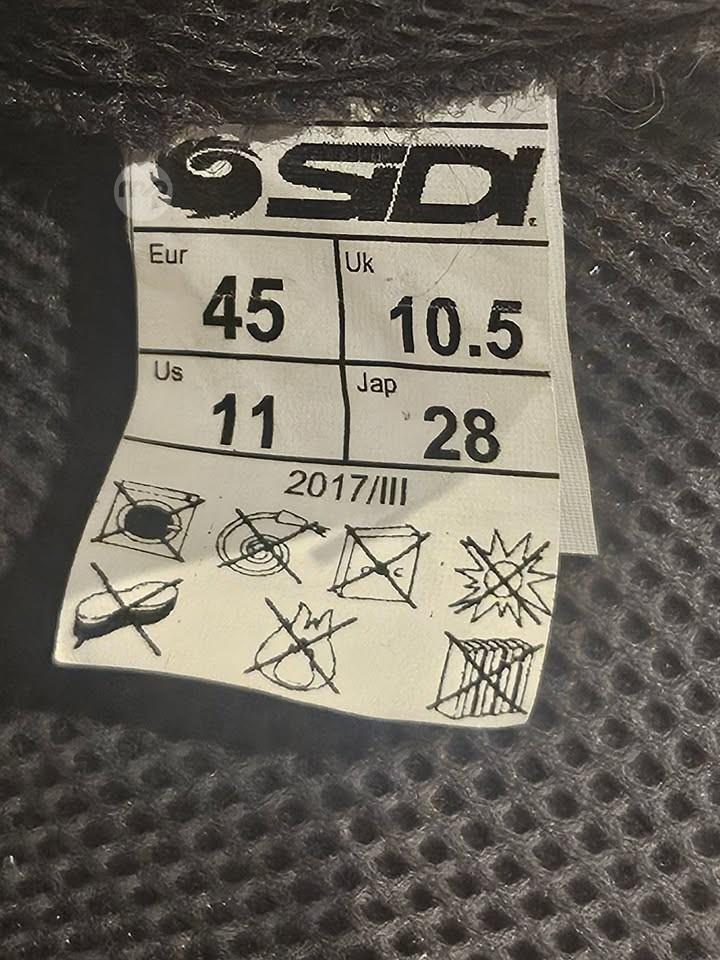 SIDI
Eur Uk
45 10.5
Us Jap
11 28
2017/III